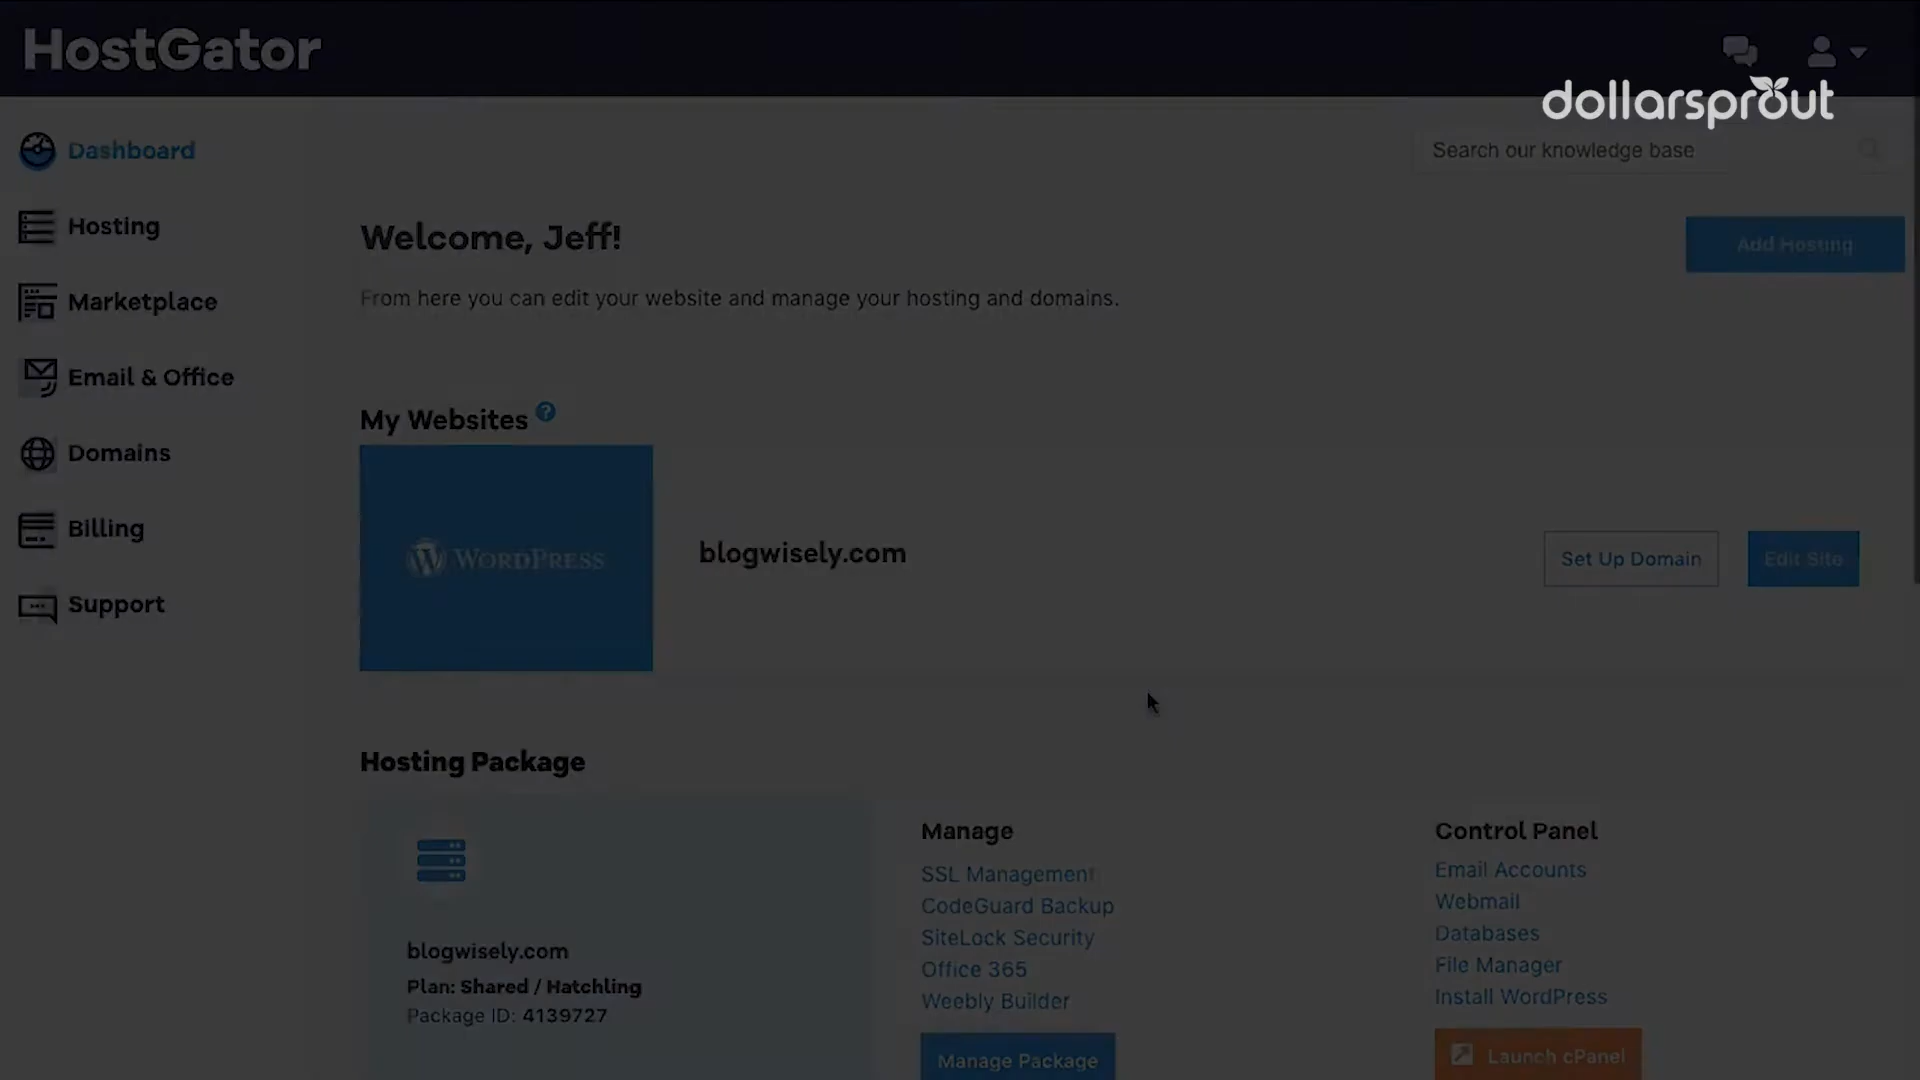 HostGator
dollarsprout
Dashboard
Search our knowledge base
Hosting
Welcome, Jeff!
Add Hosting
Marketplace
From here you can edit your website and manage your hosting and domains.
Email & Office
My Websites ?
Domains
WORDPRESS
blogwisely.com
Set Up Domain
Edit Site
Billing
Support
Hosting Package
blogwisely.com
Plan: Shared / Hatchling
Package ID: 4139727
Manage
SSL Management
CodeGuard Backup
SiteLock Security
Office 365
Weebly Builder
Manage Package
Control Panel
Email Accounts
Webmail
Databases
File Manager
Install WordPress
Launch cPanel